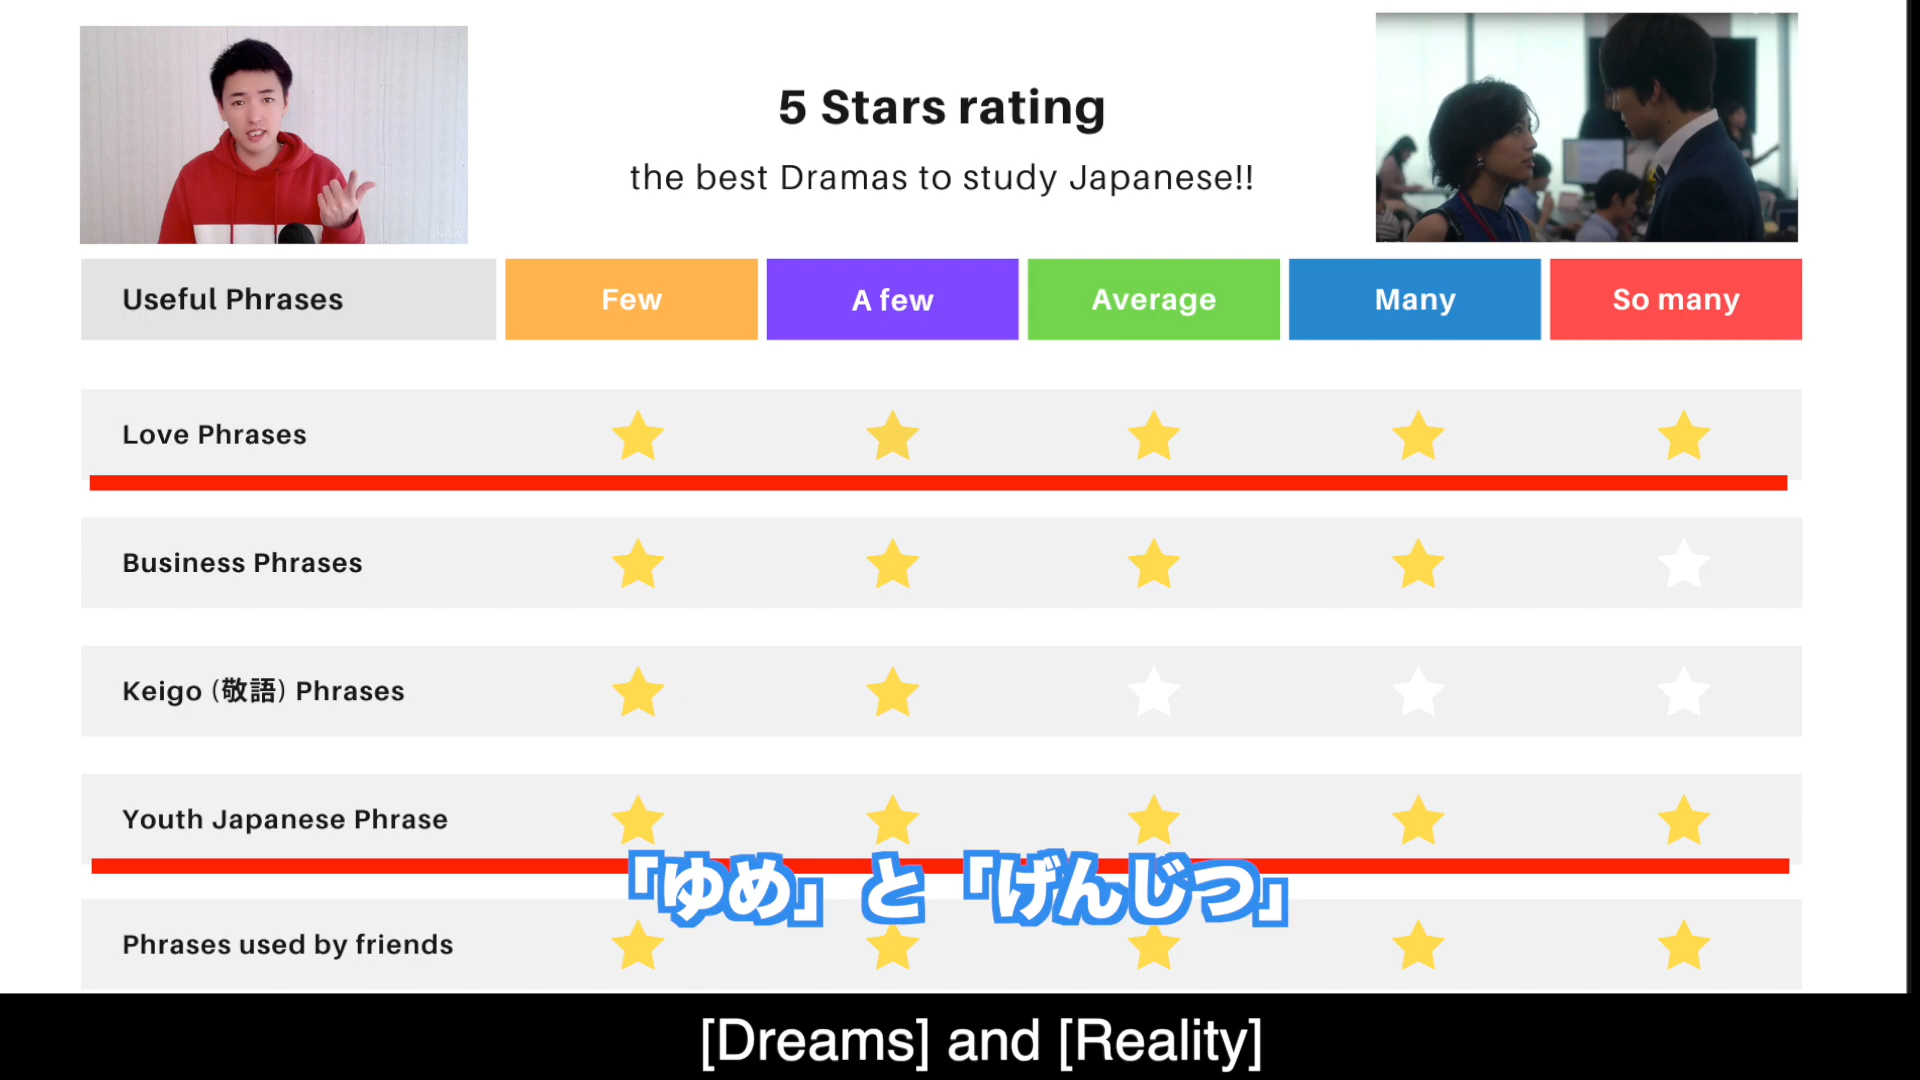 5 Stars rating
the best Dramas to study Japanese!!
SNOW
Useful Phrases
Few
A few
Average
Many
So many
Love Phrases
Business Phrases
Keigo (敬語) Phrases
Youth Japanese Phrase
「ゆめ」と「げんじつ」
Phrases used by friends
[Dreams] and [Reality]